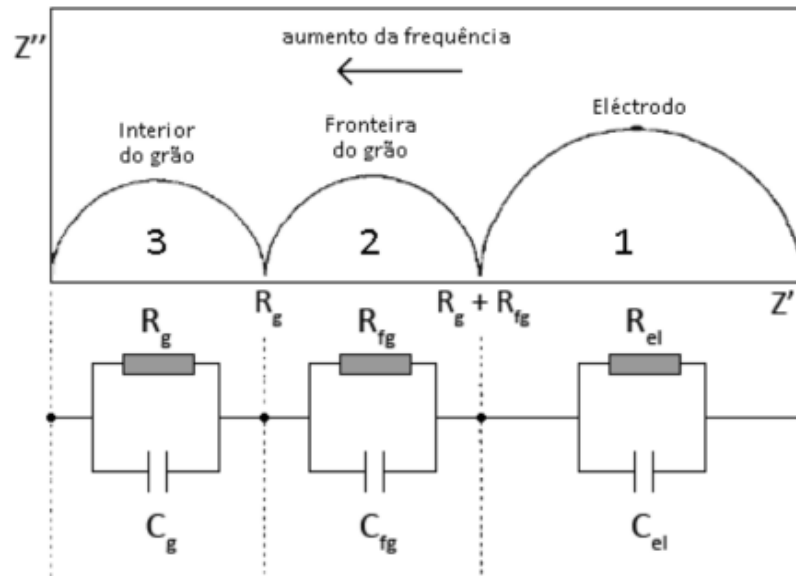 Z''
aumento da frequência
Interior
do grão
Fronteira
do grão
Eléctrodo
3
2
1
R_g
R_g + R_fg
Z'
R_g
R_fg
R_el
C_g
C_fg
C_el